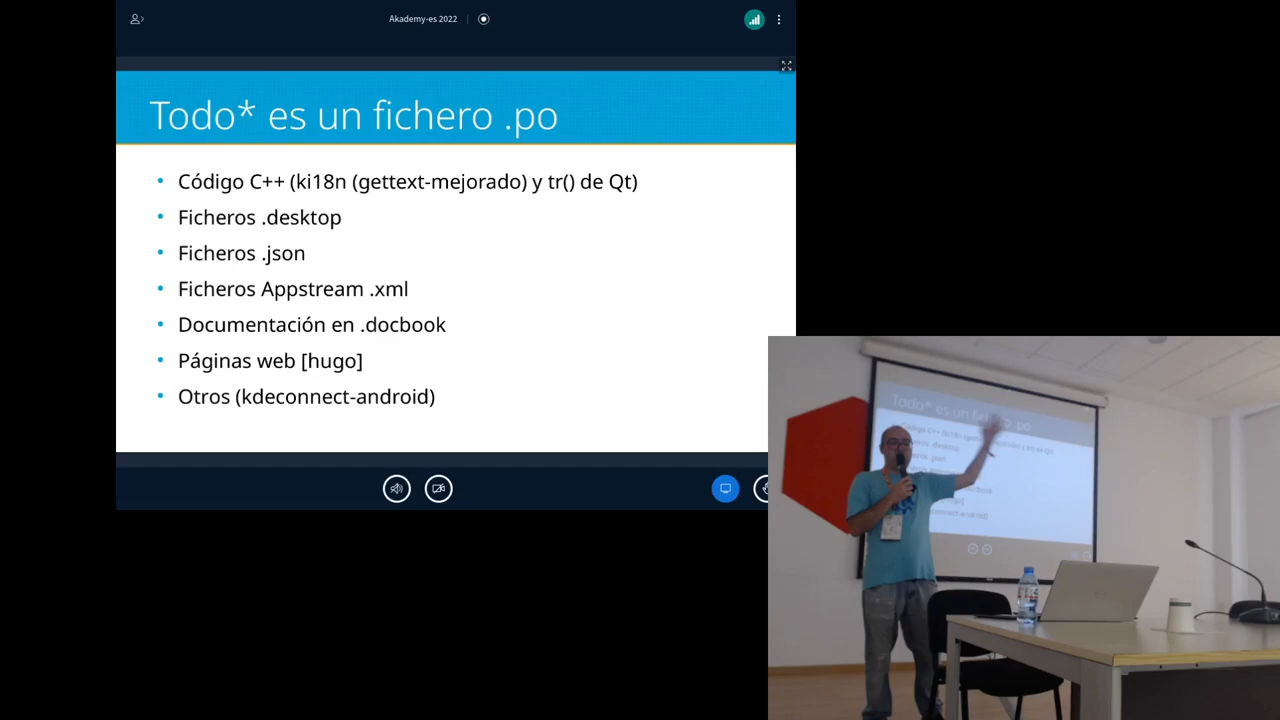 Akademy-es 2022
Todo* es un fichero .po
• Código C++ (ki18n (gettext-mejorado) y tr() de Qt)
• Ficheros .desktop
• Ficheros .json
• Ficheros Appstream .xml
• Documentación en .docbook
• Páginas web [hugo]
• Otros (kdeconnect-android)